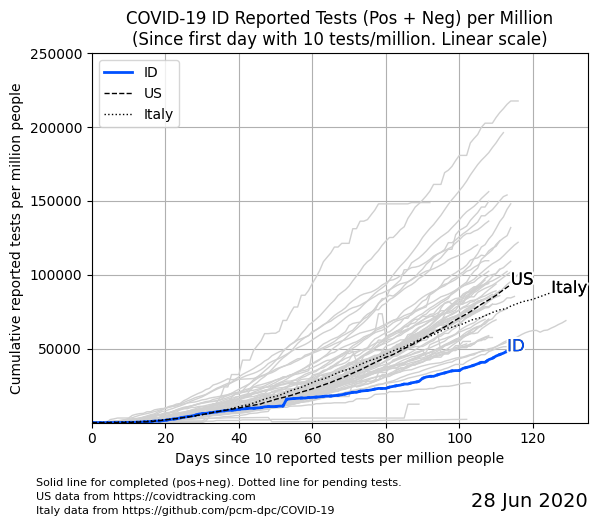 COVID-19 ID Reported Tests (Pos + Neg) per Million
(Since first day with 10 tests/million. Linear scale)
Cumulative reported tests per million people
250000
200000
150000
100000
50000
ID
US
Italy
US
Italy
ID
0
20
40
60
80
100
120
Days since 10 reported tests per million people
Solid line for completed (pos+neg). Dotted line for pending tests.
US data from https://covidtracking.com
Italy data from https://github.com/pcm-dpc/COVID-19
28 Jun 2020